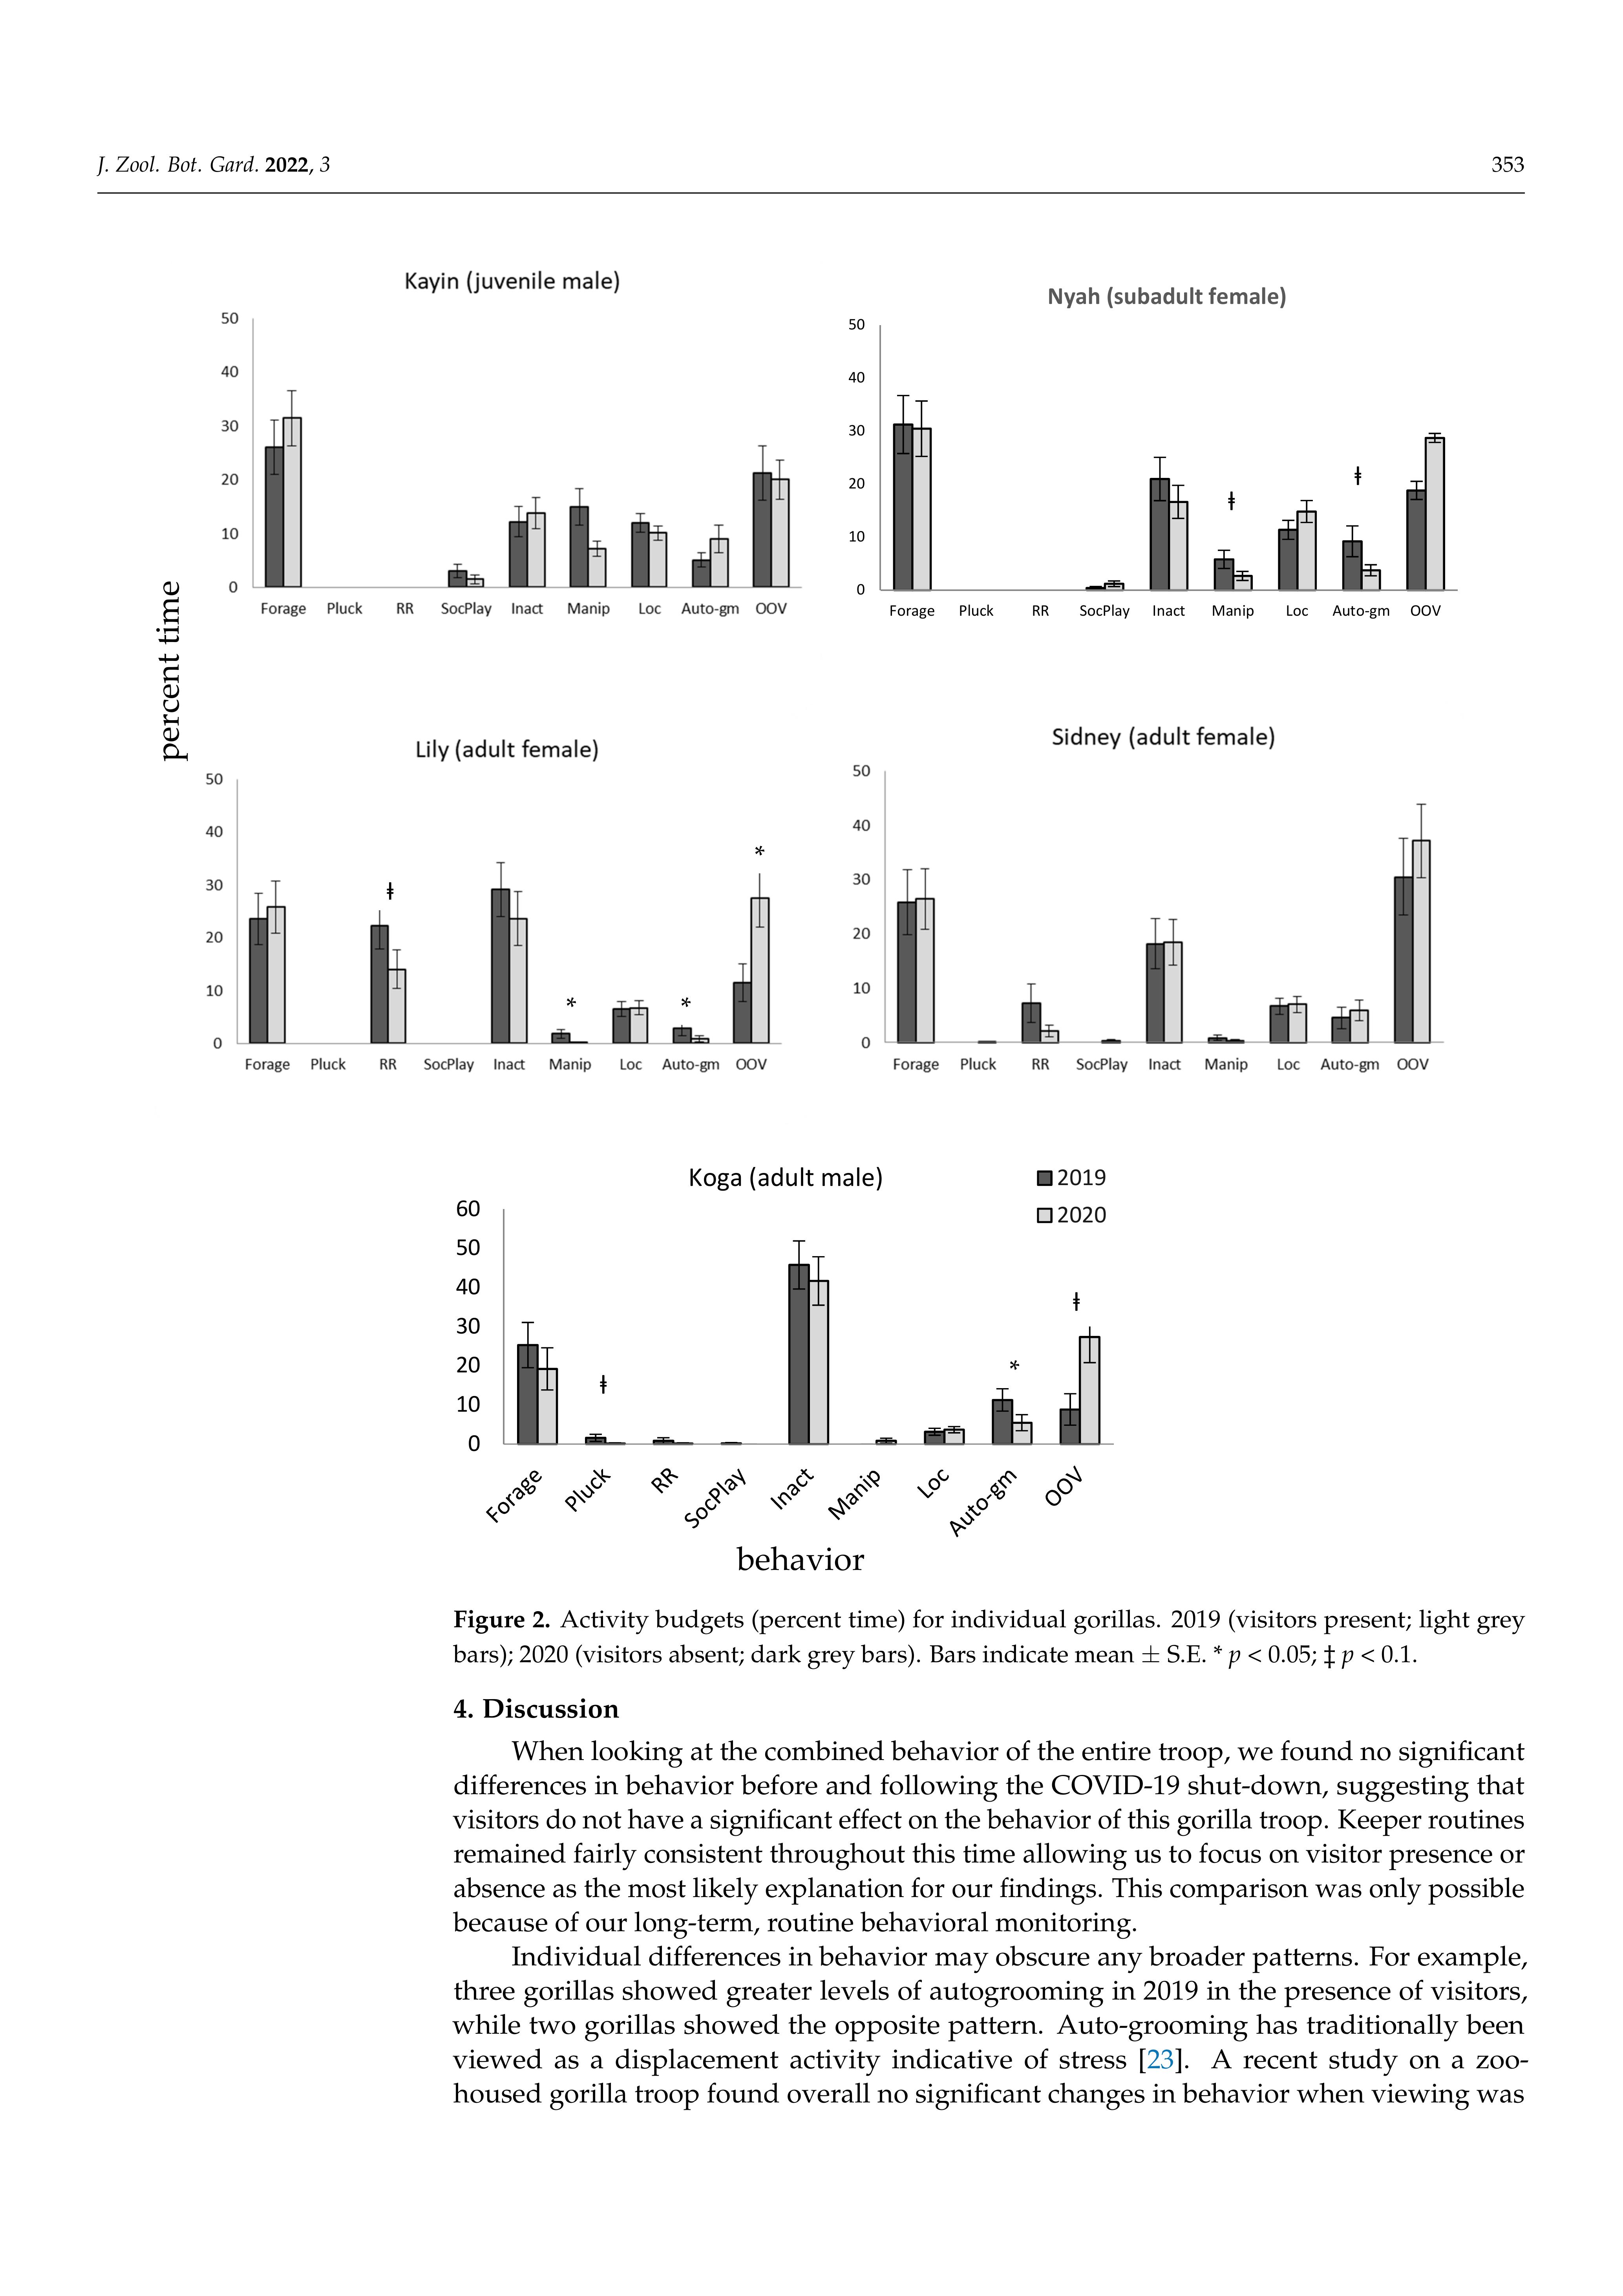 J. Zool. Bot. Gard. 2022, 3
353
Kayin (juvenile male)
50
40
30
20
10
0
Forage Pluck RR SocPlay Inact Manip Loc Auto-gm OOV
Nyah (subadult female)
50
40
30
20
10
0
ǂ
ǂ
Forage Pluck RR SocPlay Inact Manip Loc Auto-gm OOV
percent time
Lily (adult female)
50
40
30
20
10
0
ǂ
*
*
*
Forage Pluck RR SocPlay Inact Manip Loc Auto-gm OOV
Sidney (adult female)
50
40
30
20
10
0
Forage Pluck RR SocPlay Inact Manip Loc Auto-gm OOV
Koga (adult male)
2019
2020
60
50
40
30
20
10
0
ǂ
*
ǂ
Forage Pluck RR SocPlay Inact Manip Loc Auto-gm OOV
behavior
Figure 2. Activity budgets (percent time) for individual gorillas. 2019 (visitors present; light grey
bars); 2020 (visitors absent; dark grey bars). Bars indicate mean ± S.E. * p < 0.05; ‡ p < 0.1.
4. Discussion
When looking at the combined behavior of the entire troop, we found no significant
differences in behavior before and following the COVID-19 shut-down, suggesting that
visitors do not have a significant effect on the behavior of this gorilla troop. Keeper routines
remained fairly consistent throughout this time allowing us to focus on visitor presence or
absence as the most likely explanation for our findings. This comparison was only possible
because of our long-term, routine behavioral monitoring.
Individual differences in behavior may obscure any broader patterns. For example,
three gorillas showed greater levels of autogrooming in 2019 in the presence of visitors,
while two gorillas showed the opposite pattern. Auto-grooming has traditionally been
viewed as a displacement activity indicative of stress [23]. A recent study on a zoo-
housed gorilla troop found overall no significant changes in behavior when viewing was